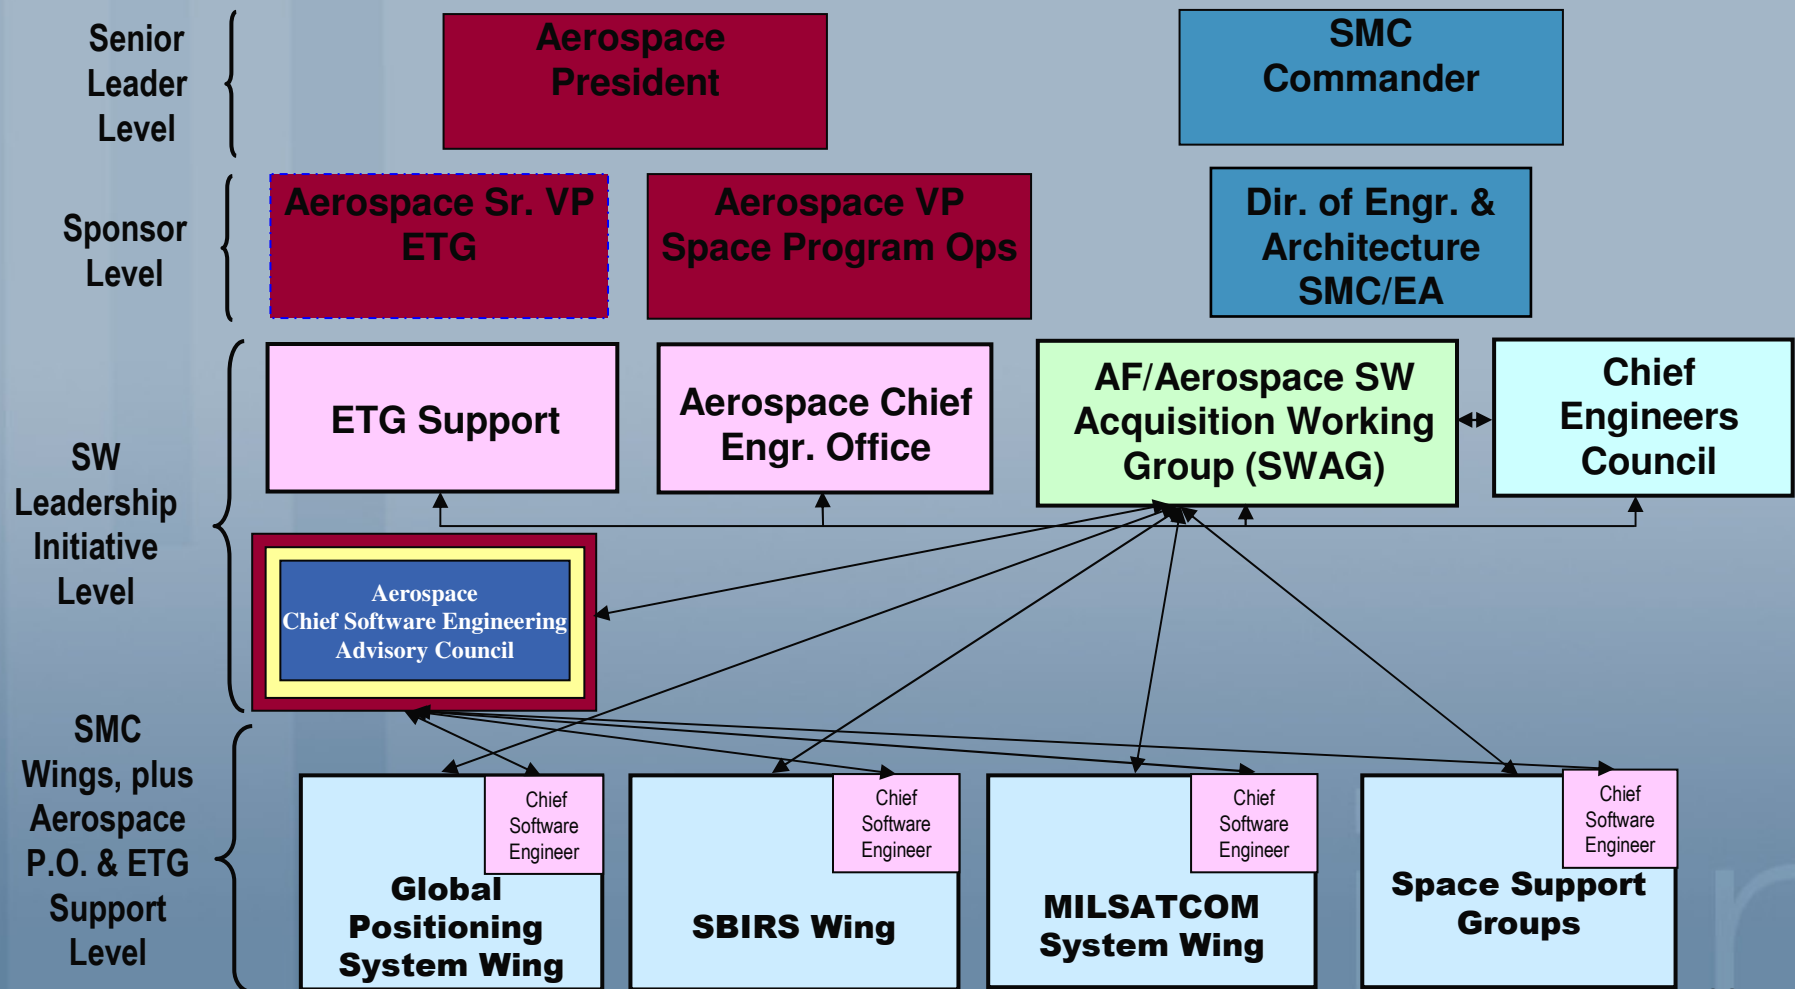 Senior
Leader
Level
Aerospace
President
SMC
Commander
Sponsor
Level
Aerospace Sr. VP
ETG
Aerospace VP
Space Program Ops
Dir. of Engr. &
Architecture
SMC/EA
SW
Leadership
Initiative
Level
ETG Support
Aerospace Chief
Engr. Office
AF/Aerospace SW
Acquisition Working
Group (SWAG)
Chief
Engineers
Council
Aerospace
Chief Software Engineering
Advisory Council
SMC
Wings, plus
Aerospace
P.O. & ETG
Support
Level
Chief
Software
Engineer
Global
Positioning
System Wing
Chief
Software
Engineer
SBIRS Wing
Chief
Software
Engineer
MILSATCOM
System Wing
Chief
Software
Engineer
Space Support
Groups